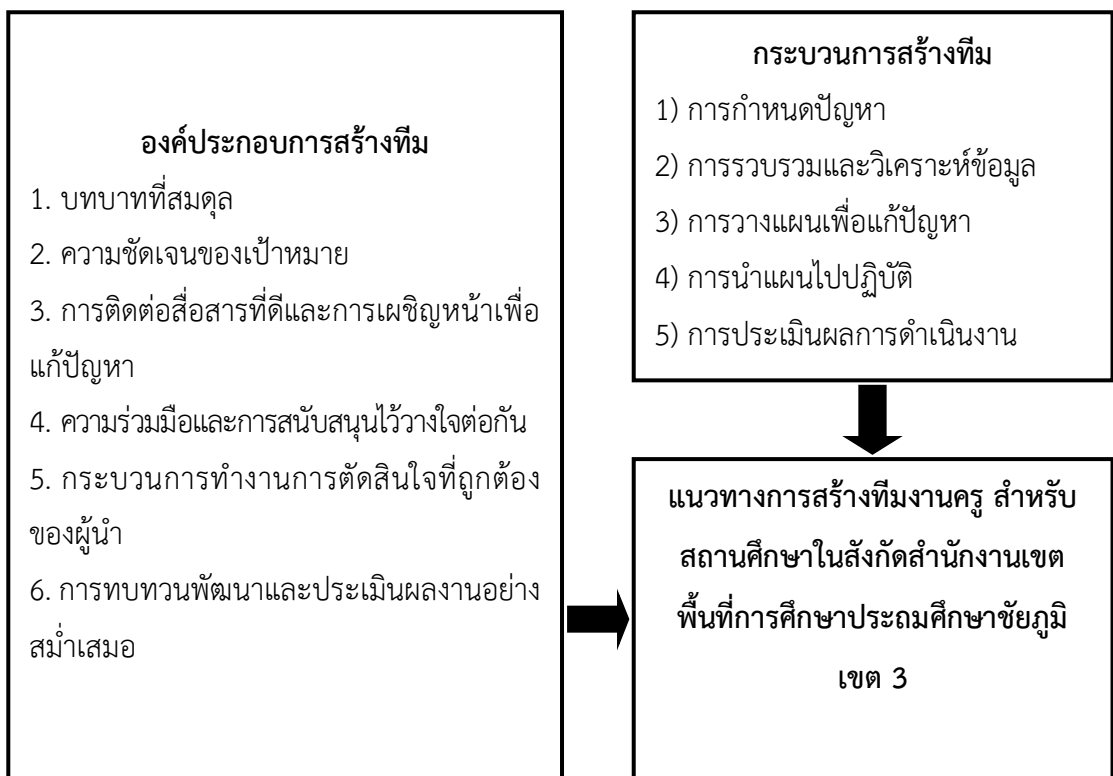 องค์ประกอบการสร้างทีม
1. บทบาทที่สมดุล
2. ความชัดเจนของเป้าหมาย
3. การติดต่อสื่อสารที่ดีและการเผชิญหน้าเพื่อ
แก้ปัญหา
4. ความร่วมมือและการสนับสนุนไว้วางใจต่อกัน
5. กระบวนการทำงานการตัดสินใจที่ถูกต้อง
ของผู้นำ
6. การทบทวนพัฒนาและประเมินผลงานอย่าง
สม่ำเสมอ
กระบวนการสร้างทีม
1) การกำหนดปัญหา
2) การรวบรวมและวิเคราะห์ข้อมูล
3) การวางแผนเพื่อแก้ปัญหา
4) การนำแผนไปปฏิบัติ
5) การประเมินผลการดำเนินงาน
แนวทางการสร้างทีมงานครู สำหรับ
สถานศึกษาในสังกัดสำนักงานเขต
พื้นที่การศึกษาประถมศึกษาชัยภูมิ
เขต 3